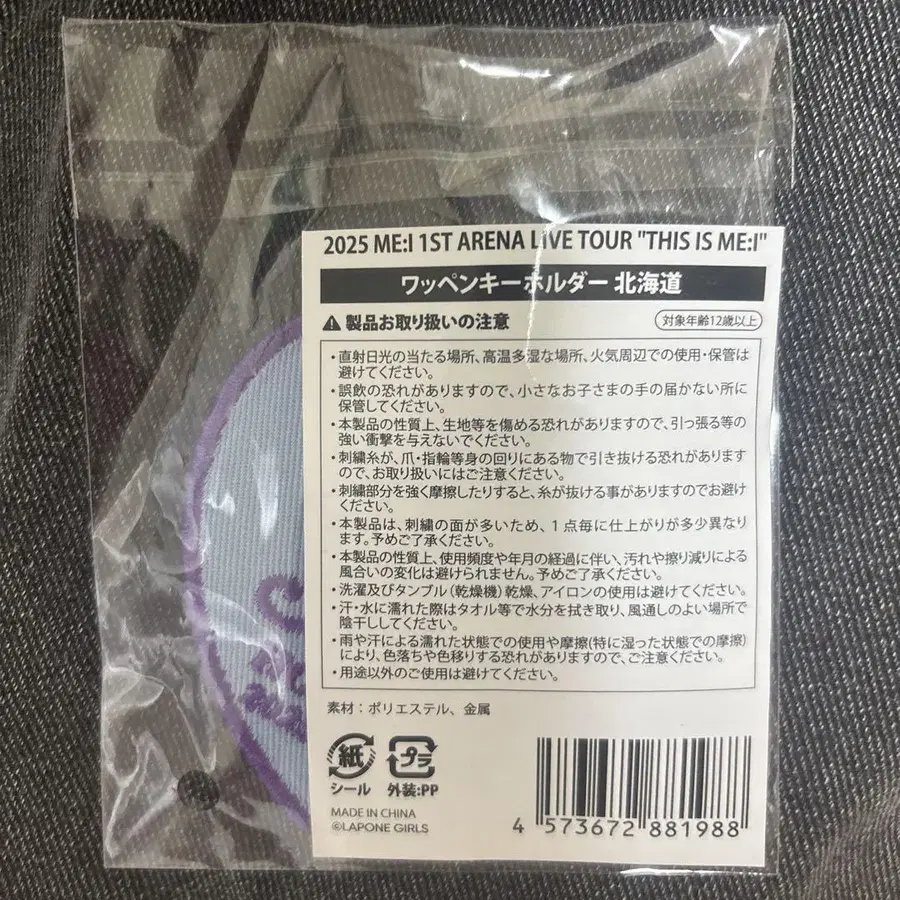 2025 ME:I 1ST ARENA LIVE TOUR "THIS IS ME:I"
ワッペンキーホルダー 北海道
製品お取り扱いの注意
対象年齢12歳以上
・直射日光の当たる場所、高温多湿な場所、火気周辺での使用・保管は
避けてください。
・誤飲の恐れがありますので、小さなお子さまの手の届かない所に
保管してください。
・本製品の性質上、生地等を傷める恐れがありますので、引っ張る等の
強い衝撃を与えないでください。
・刺繍糸が、爪・指輪等身の回りにある物で引き抜ける恐れがあります
ので、お取り扱いにはご注意ください。
・刺繍部分を強く摩擦したりすると、糸が抜ける事がありますのでお避け
ください。
・本製品は、刺繍の面が多いため、1点毎に仕上がりが多少異なり
ます。予めご了承ください。
・本製品の性質上、使用頻度や年月の経過に伴い、汚れや擦り減りによる
風合いの変化は避けられません。予めご了承ください。
・洗濯及びタンブル(乾燥機)乾燥、アイロンの使用は避けてください。
・汗・水に濡れた際はタオル等で水分を拭き取り、風通しのよい場所で
陰干ししてください。
・雨や汗による濡れた状態での使用や摩擦(特に湿った状態での摩擦)
により、色落ちや色移りする恐れがありますので、ご注意ください。
・用途以外のご使用は避けてください。
素材：ポリエステル、金属
紙
シール
プラ
外装:PP
MADE IN CHINA
©LAPONE GIRLS
4 573672 881988